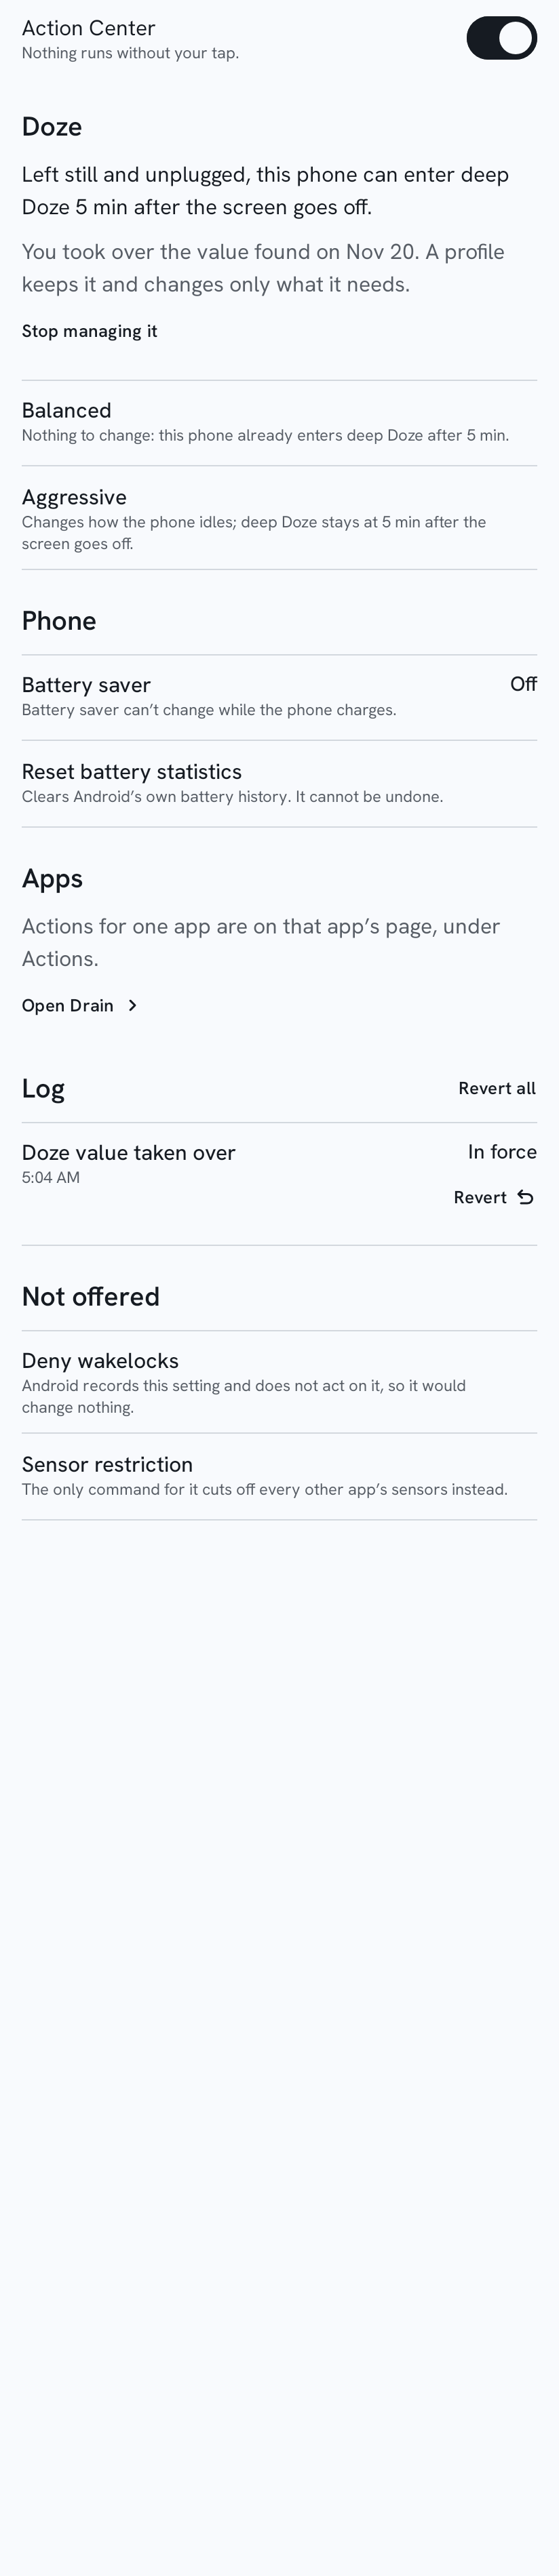 Action Center
Nothing runs without your tap.
Doze
Left still and unplugged, this phone can enter deep
Doze 5 min after the screen goes off.
You took over the value found on Nov 20. A profile
keeps it and changes only what it needs.
Stop managing it
Balanced
Nothing to change: this phone already enters deep Doze after 5 min.
Aggressive
Changes how the phone idles; deep Doze stays at 5 min after the
screen goes off.
Phone
Battery saver
Off
Battery saver can’t change while the phone charges.
Reset battery statistics
Clears Android’s own battery history. It cannot be undone.
Apps
Actions for one app are on that app’s page, under
Actions.
Open Drain
Log
Revert all
Doze value taken over
In force
5:04 AM
Revert
Not offered
Deny wakelocks
Android records this setting and does not act on it, so it would
change nothing.
Sensor restriction
The only command for it cuts off every other app’s sensors instead.